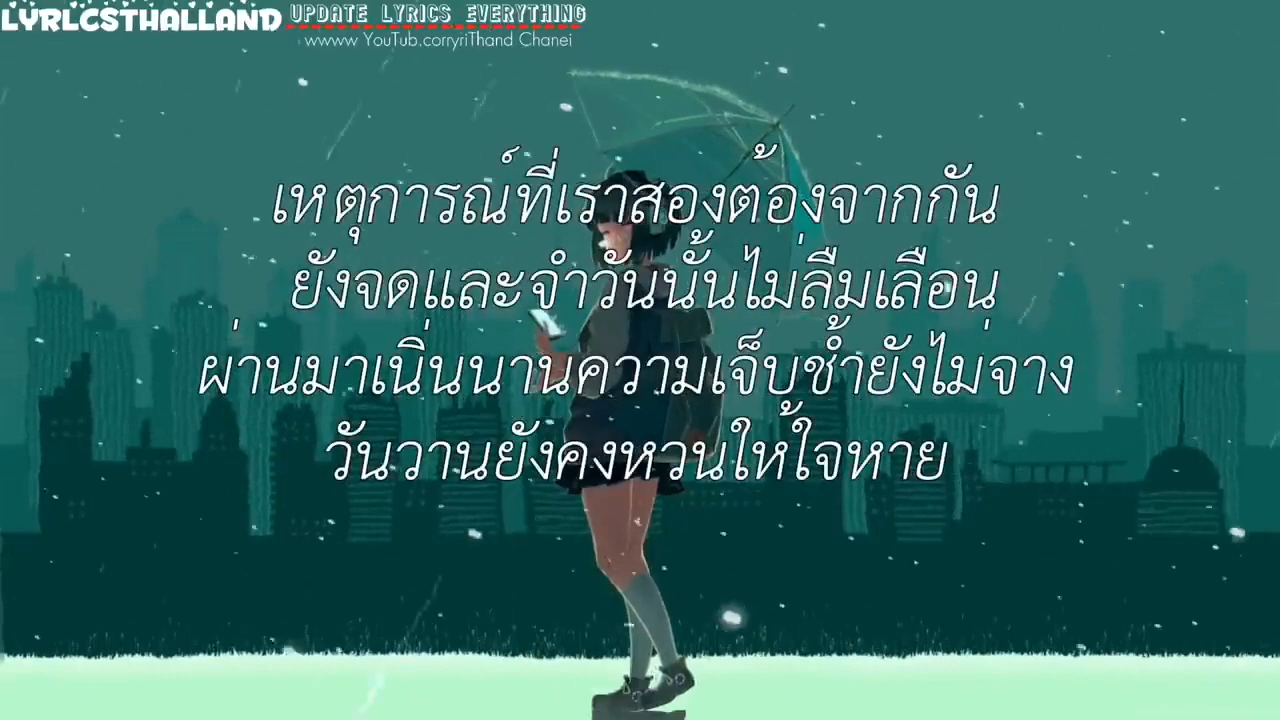 LYRLCSTHALLAND
UPDATE LYRICS EVERYTHING
wwww YouTub.corryriThand Chanei
เหตุการณ์ที่เราสองต้องจากกัน
ยังจดและจำวันนั้นไม่ลืมเลือน
ผ่านมาเนิ่นนานความเจ็บช้ำยังไม่จาง
วันวานยังคงหวนให้ใจหาย